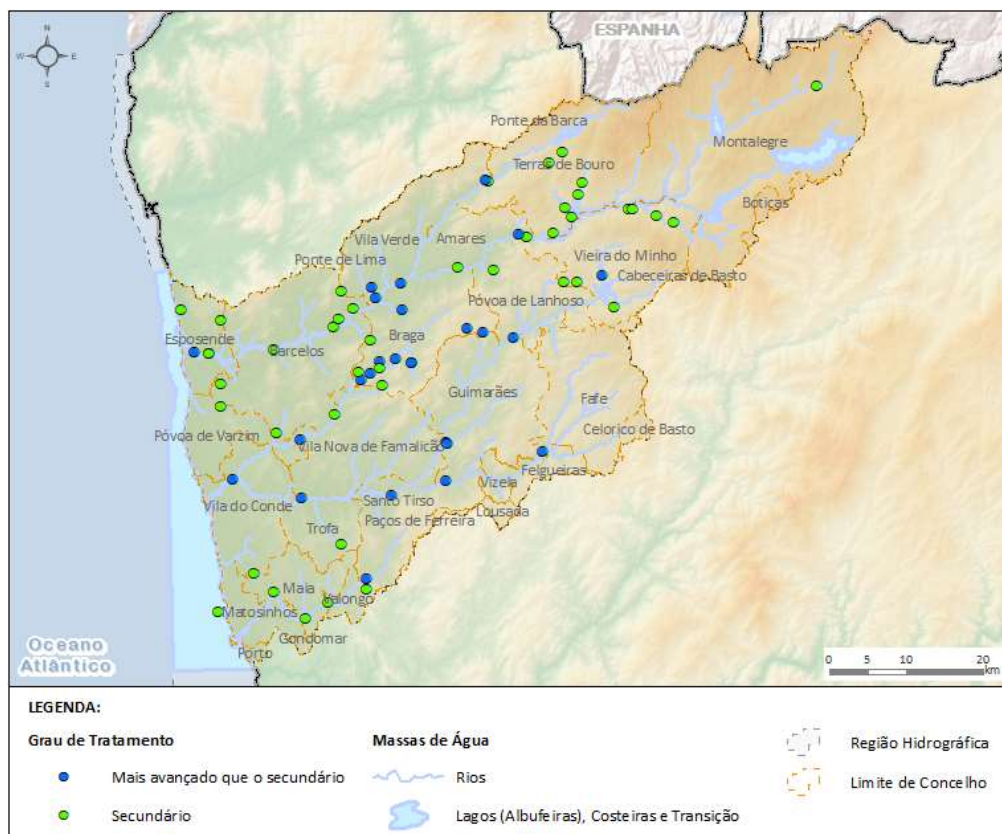 N
W E
S
ESPANHA
Ponte da Barca
Montalegre
Terras de Bouro
Boticas
Vila Verde
Amares
Ponte de Lima
Vieira do Minho
Cabeceiras de Basto
Póvoa de Lanhoso
Esposende
Braga
Barcelos
Guimarães
Fafe
Celorico de Basto
Póvoa de Varzim
Vila Nova de Famalicão
Felgueiras
Vizela
Santo Tirso
Vila do Conde
Lousada
Paços de Ferreira
Trofa
Maia
Valongo
Matosinhos
Gondomar
Porto
Oceano
Atlântico
0 5 10 20
km
LEGENDA:
Grau de Tratamento
Massas de Água
Mais avançado que o secundário
Rios
Região Hidrográfica
Secundário
Lagos (Albufeiras), Costeiras e Transição
Limite de Concelho